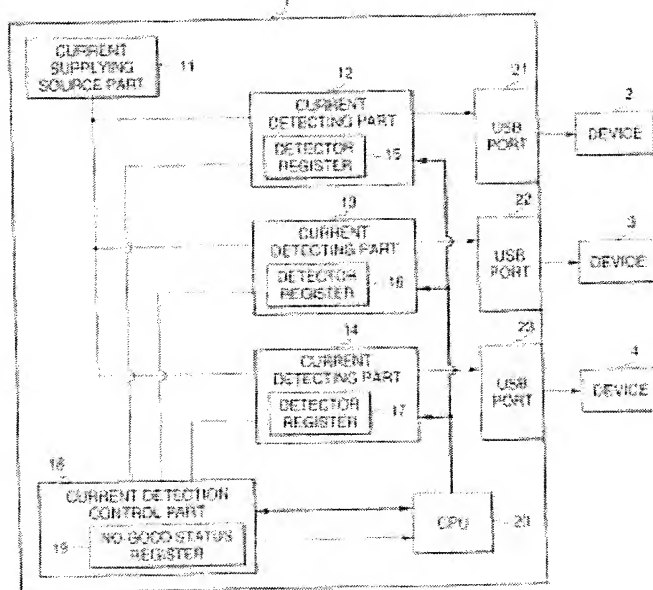 1
CURRENT
SUPPLYING
SOURCE PART
11
12
CURRENT
DETECTING PART
DETECTOR
REGISTER
15
21
USB
PORT
2
DEVICE
13
CURRENT
DETECTING PART
DETECTOR
REGISTER
16
22
USB
PORT
3
DEVICE
14
CURRENT
DETECTING PART
DETECTOR
REGISTER
17
23
USB
PORT
4
DEVICE
18
CURRENT DETECTION
CONTROL PART
19
NO-GOOD STATUS
REGISTER
CPU